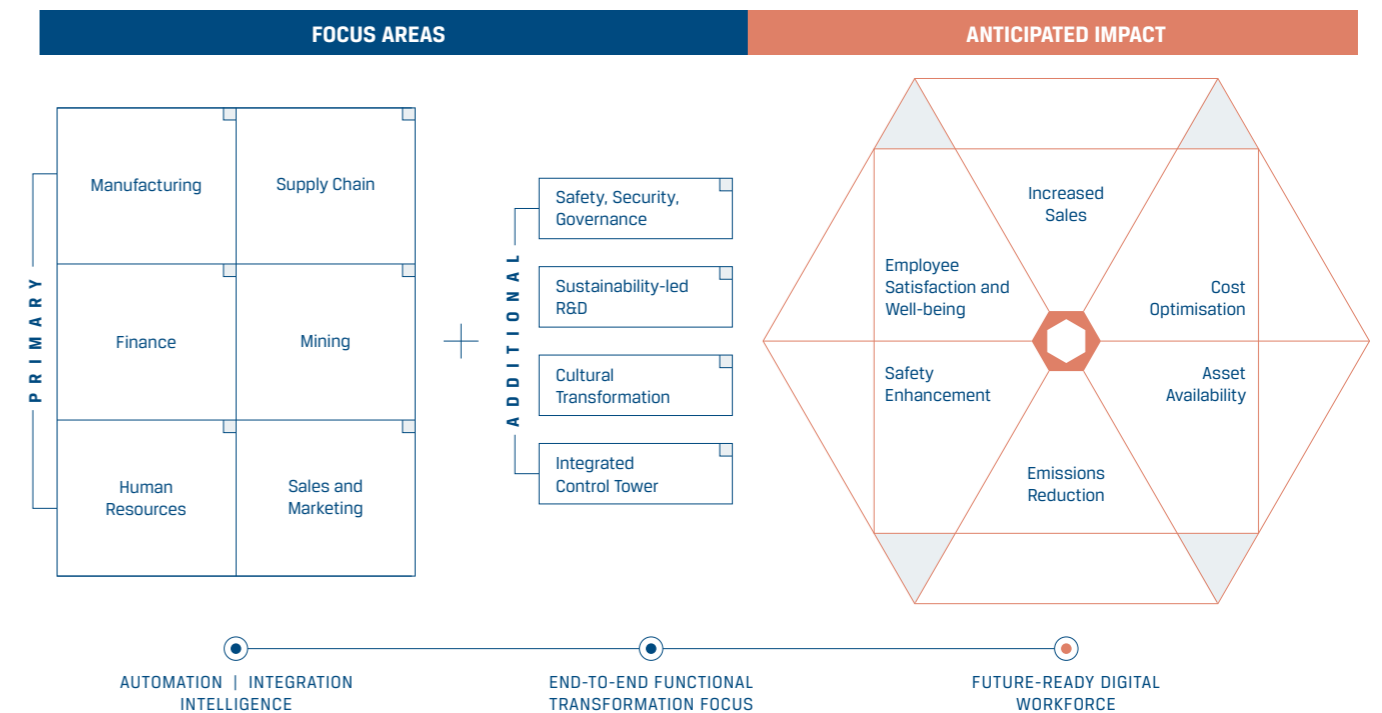 FOCUS AREAS
ANTICIPATED IMPACT
PRIMARY
Manufacturing
Supply Chain
Finance
Mining
Human
Resources
Sales and
Marketing
ADDITIONAL
Safety, Security,
Governance
Sustainability-led
R&D
Cultural
Transformation
Integrated
Control Tower
Increased
Sales
Employee
Satisfaction and
Well-being
Cost
Optimisation
Safety
Enhancement
Asset
Availability
Emissions
Reduction
AUTOMATION | INTEGRATION
INTELLIGENCE
END-TO-END FUNCTIONAL
TRANSFORMATION FOCUS
FUTURE-READY DIGITAL
WORKFORCE